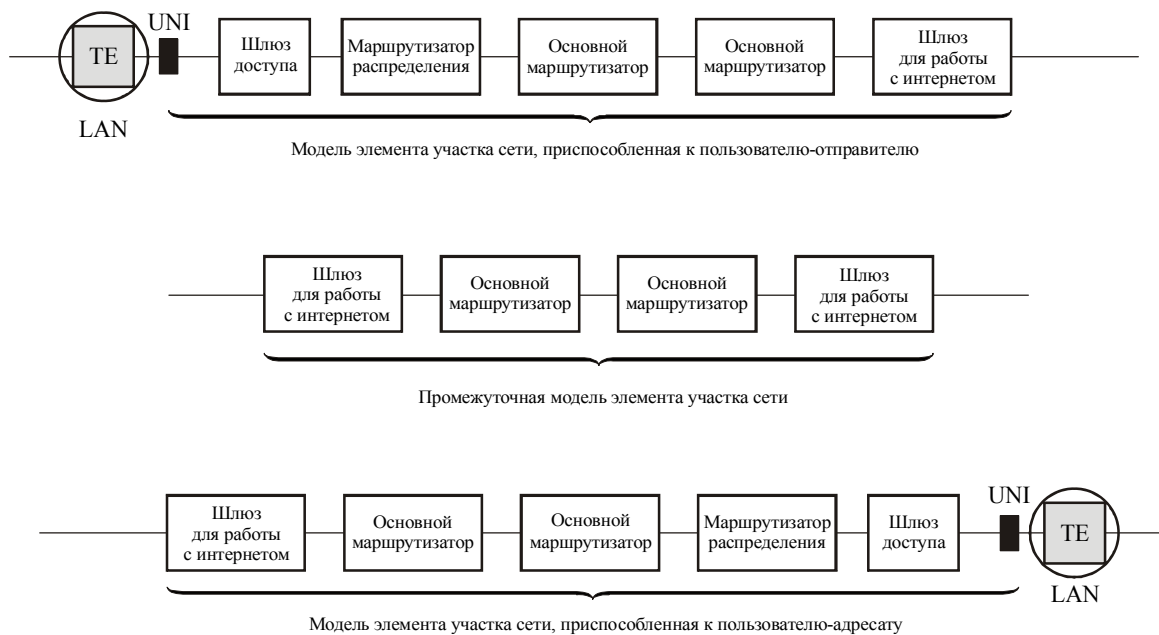 UNI
TE
LAN
Шлюз
доступа
Маршрутизатор
распределения
Основной
маршрутизатор
Основной
маршрутизатор
Шлюз
для работы
с интернетом
Модель элемента участка сети, приспособленная к пользователю-отправителю
Шлюз
для работы
с интернетом
Основной
маршрутизатор
Основной
маршрутизатор
Шлюз
для работы
с интернетом
Промежуточная модель элемента участка сети
Шлюз
для работы
с интернетом
Основной
маршрутизатор
Основной
маршрутизатор
Маршрутизатор
распределения
Шлюз
доступа
UNI
TE
LAN
Модель элемента участка сети, приспособленная к пользователю-адресату